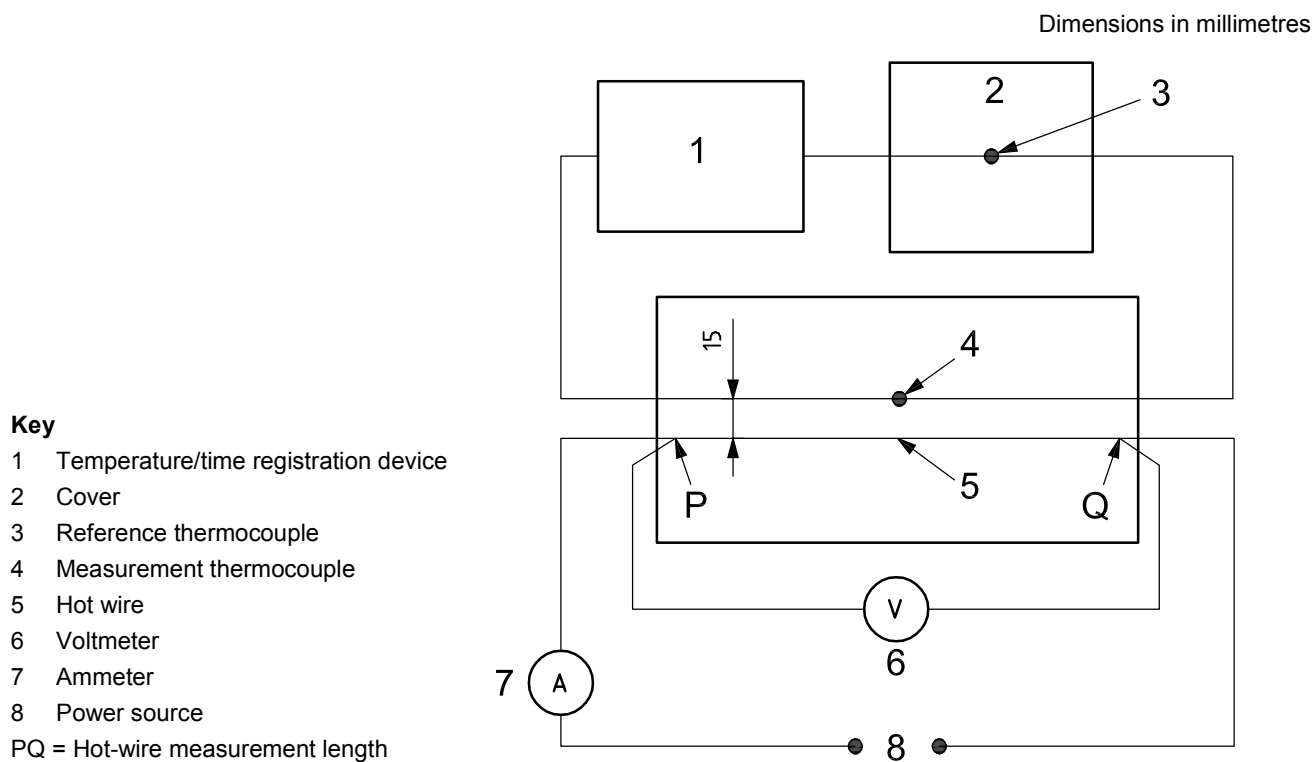 Dimensions in millimetres
1
2
3
15
4
P
5
Q
V
6
7
A
8
Key
1 Temperature/time registration device
2 Cover
3 Reference thermocouple
4 Measurement thermocouple
5 Hot wire
6 Voltmeter
7 Ammeter
8 Power source
PQ = Hot-wire measurement length